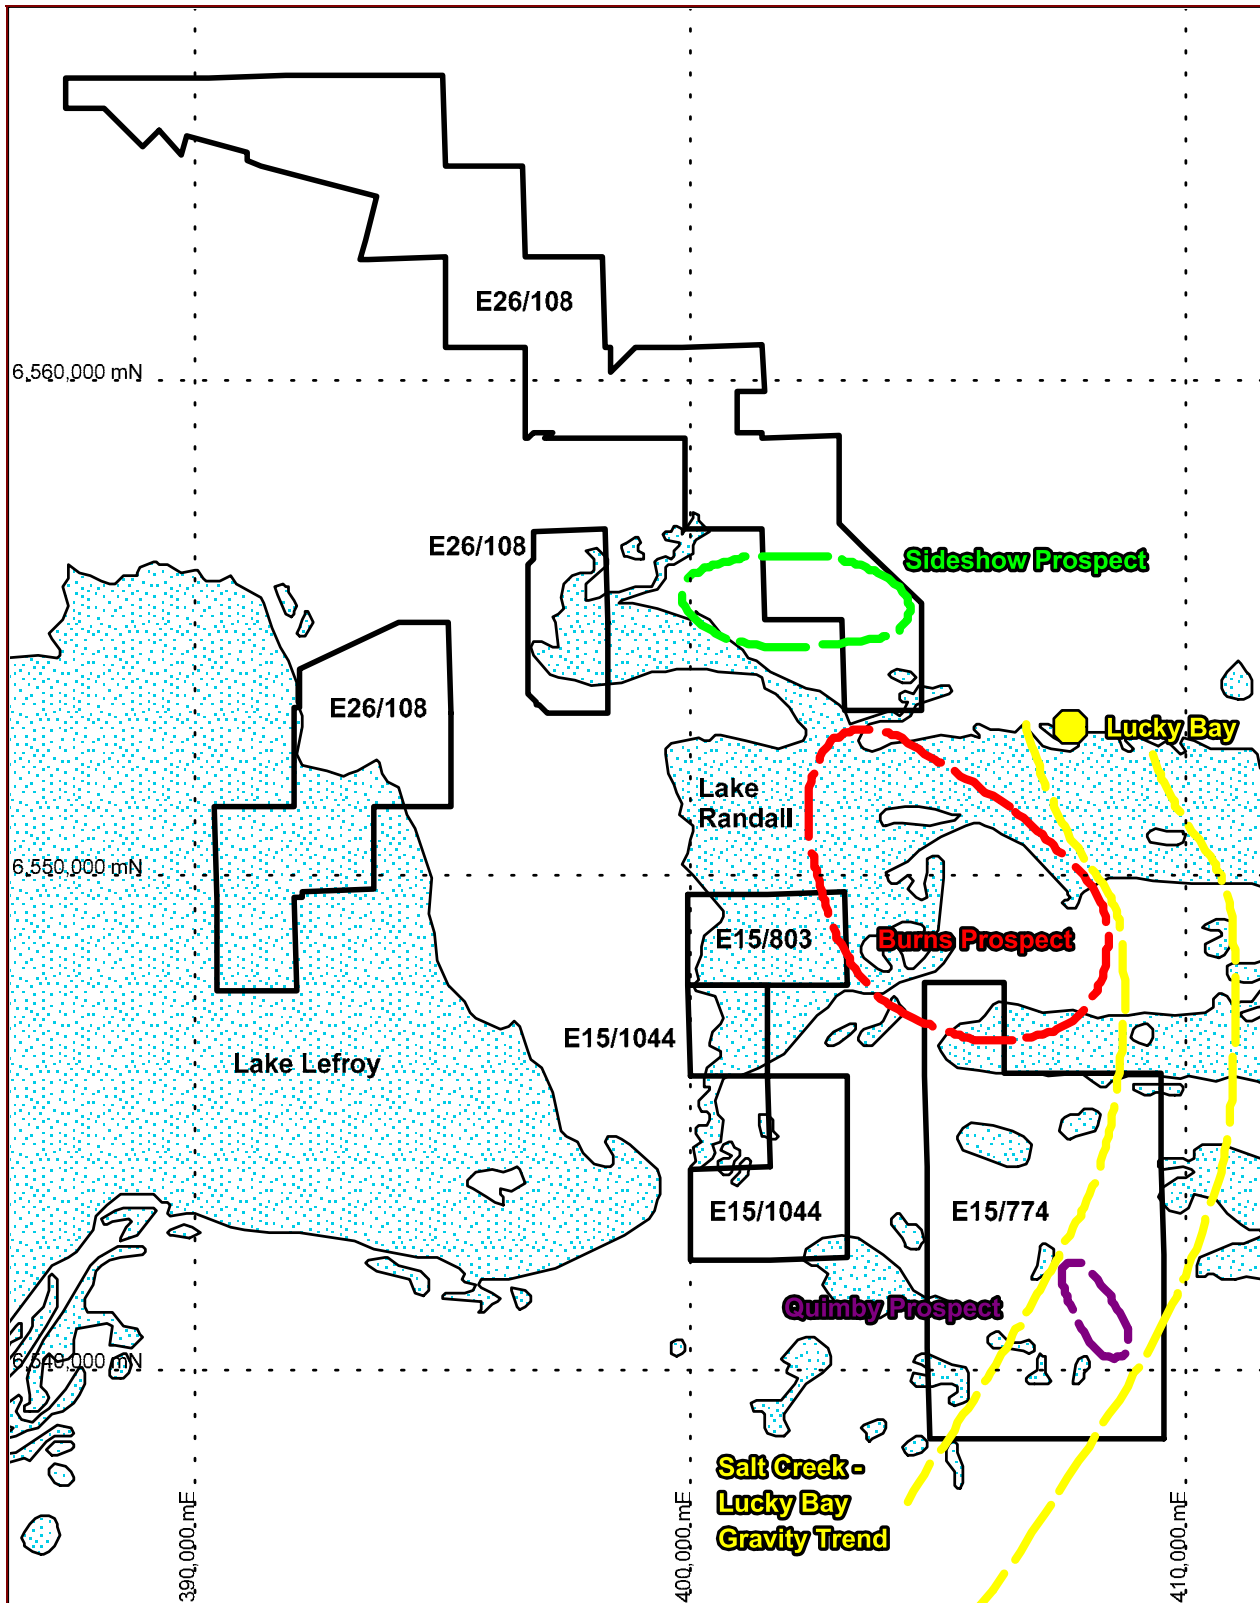 E26/108
6,560,000 mN
E26/108
Sideshow Prospect
E26/108
Lucky Bay
Lake
Randall
6,550,000 mN
E15/803
Burns Prospect
E15/1044
Lake Lefroy
E15/1044
E15/774
Quimby Prospect
6,540,000 mN
Salt Creek -
Lucky Bay
Gravity Trend
390,000 mE
400,000 mE
410,000 mE